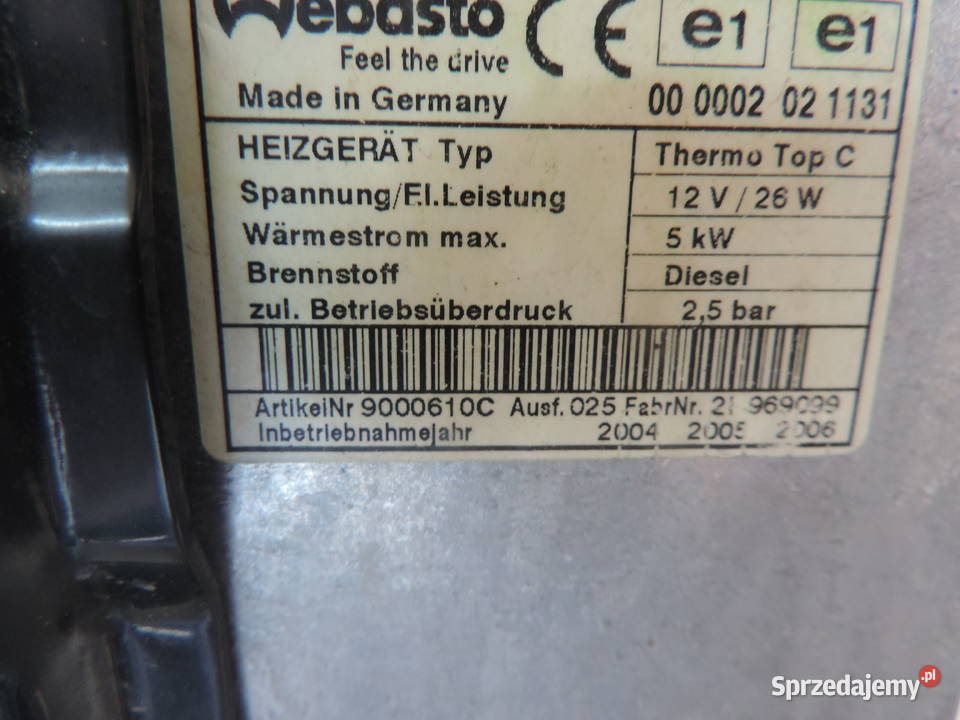 Webasto
Feel the drive
CE e1 e1
Made in Germany 00 0002 02 1131
HEIZGERÄT Typ Thermo Top C
Spannung/F.l.Leistung 12 V / 26 W
Wärmestrom max. 5 kW
Brennstoff Diesel
zul. Betriebsüberdruck 2,5 bar
ArtikelNr 9000610C Ausf. 025 FabrNr. 969099
Inbetriebnahmejahr 2004 2005 2006
Sprzedajemy.pl